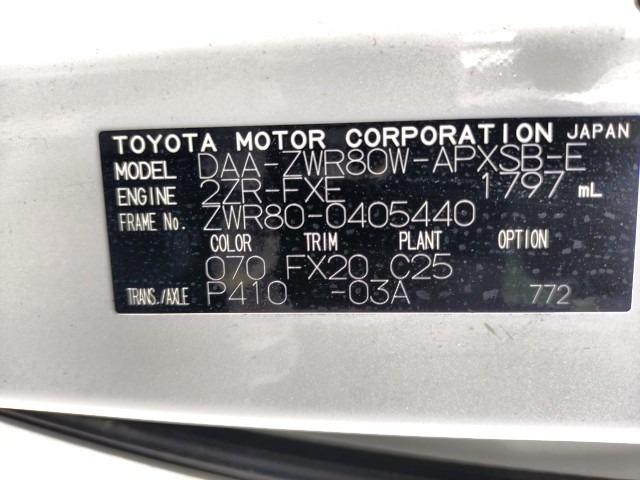 TOYOTA MOTOR CORPORATION JAPAN
MODEL DAA-ZWR80W-APXSB-E
ENGINE 2ZR-FXE 1797 mL
FRAME No. ZWR80-0405440
COLOR TRIM PLANT OPTION
070 FX20 C25
TRANS./AXLE P410 -03A 772